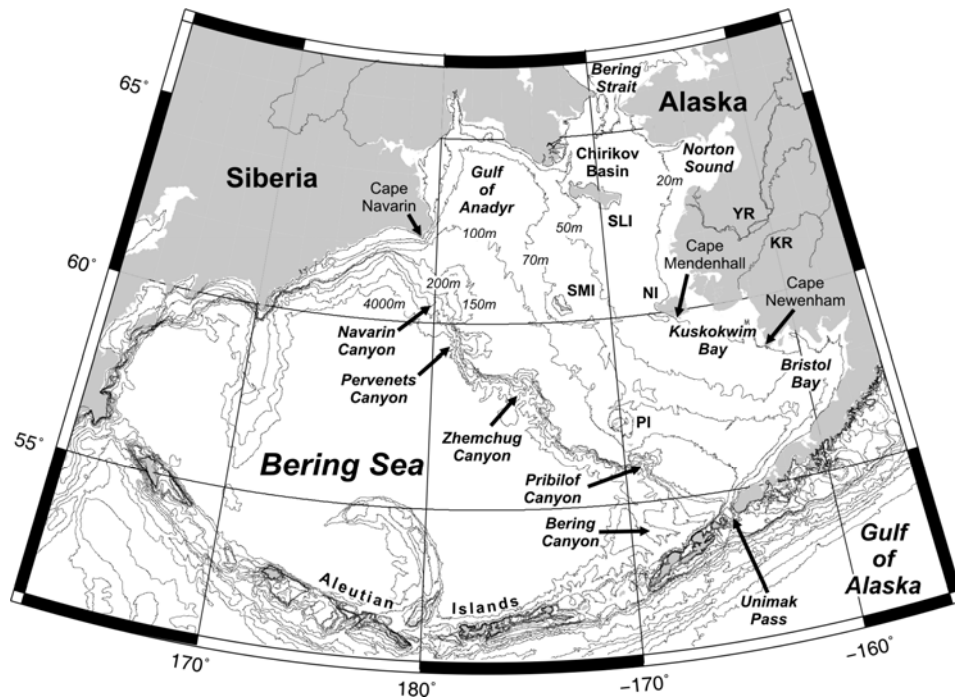 65°
Bering
Strait
Alaska
Siberia
Chirikov
Basin
Norton
Sound
Gulf
of
Anadyr
20m
Cape
Navarin
SLI
YR
100m
50m
KR
Cape
Mendenhall
60°
70m
200m
4000m
150m
SMI
NI
Cape
Newenham
Navarin
Canyon
Kuskokwim
Bay
Pervenets
Canyon
Bristol
Bay
55°
Zhemchug
Canyon
PI
Bering Sea
Pribilof
Canyon
Bering
Canyon
Gulf
of
Alaska
Aleutian
Islands
Unimak
Pass
170°
180°
−170°
−160°